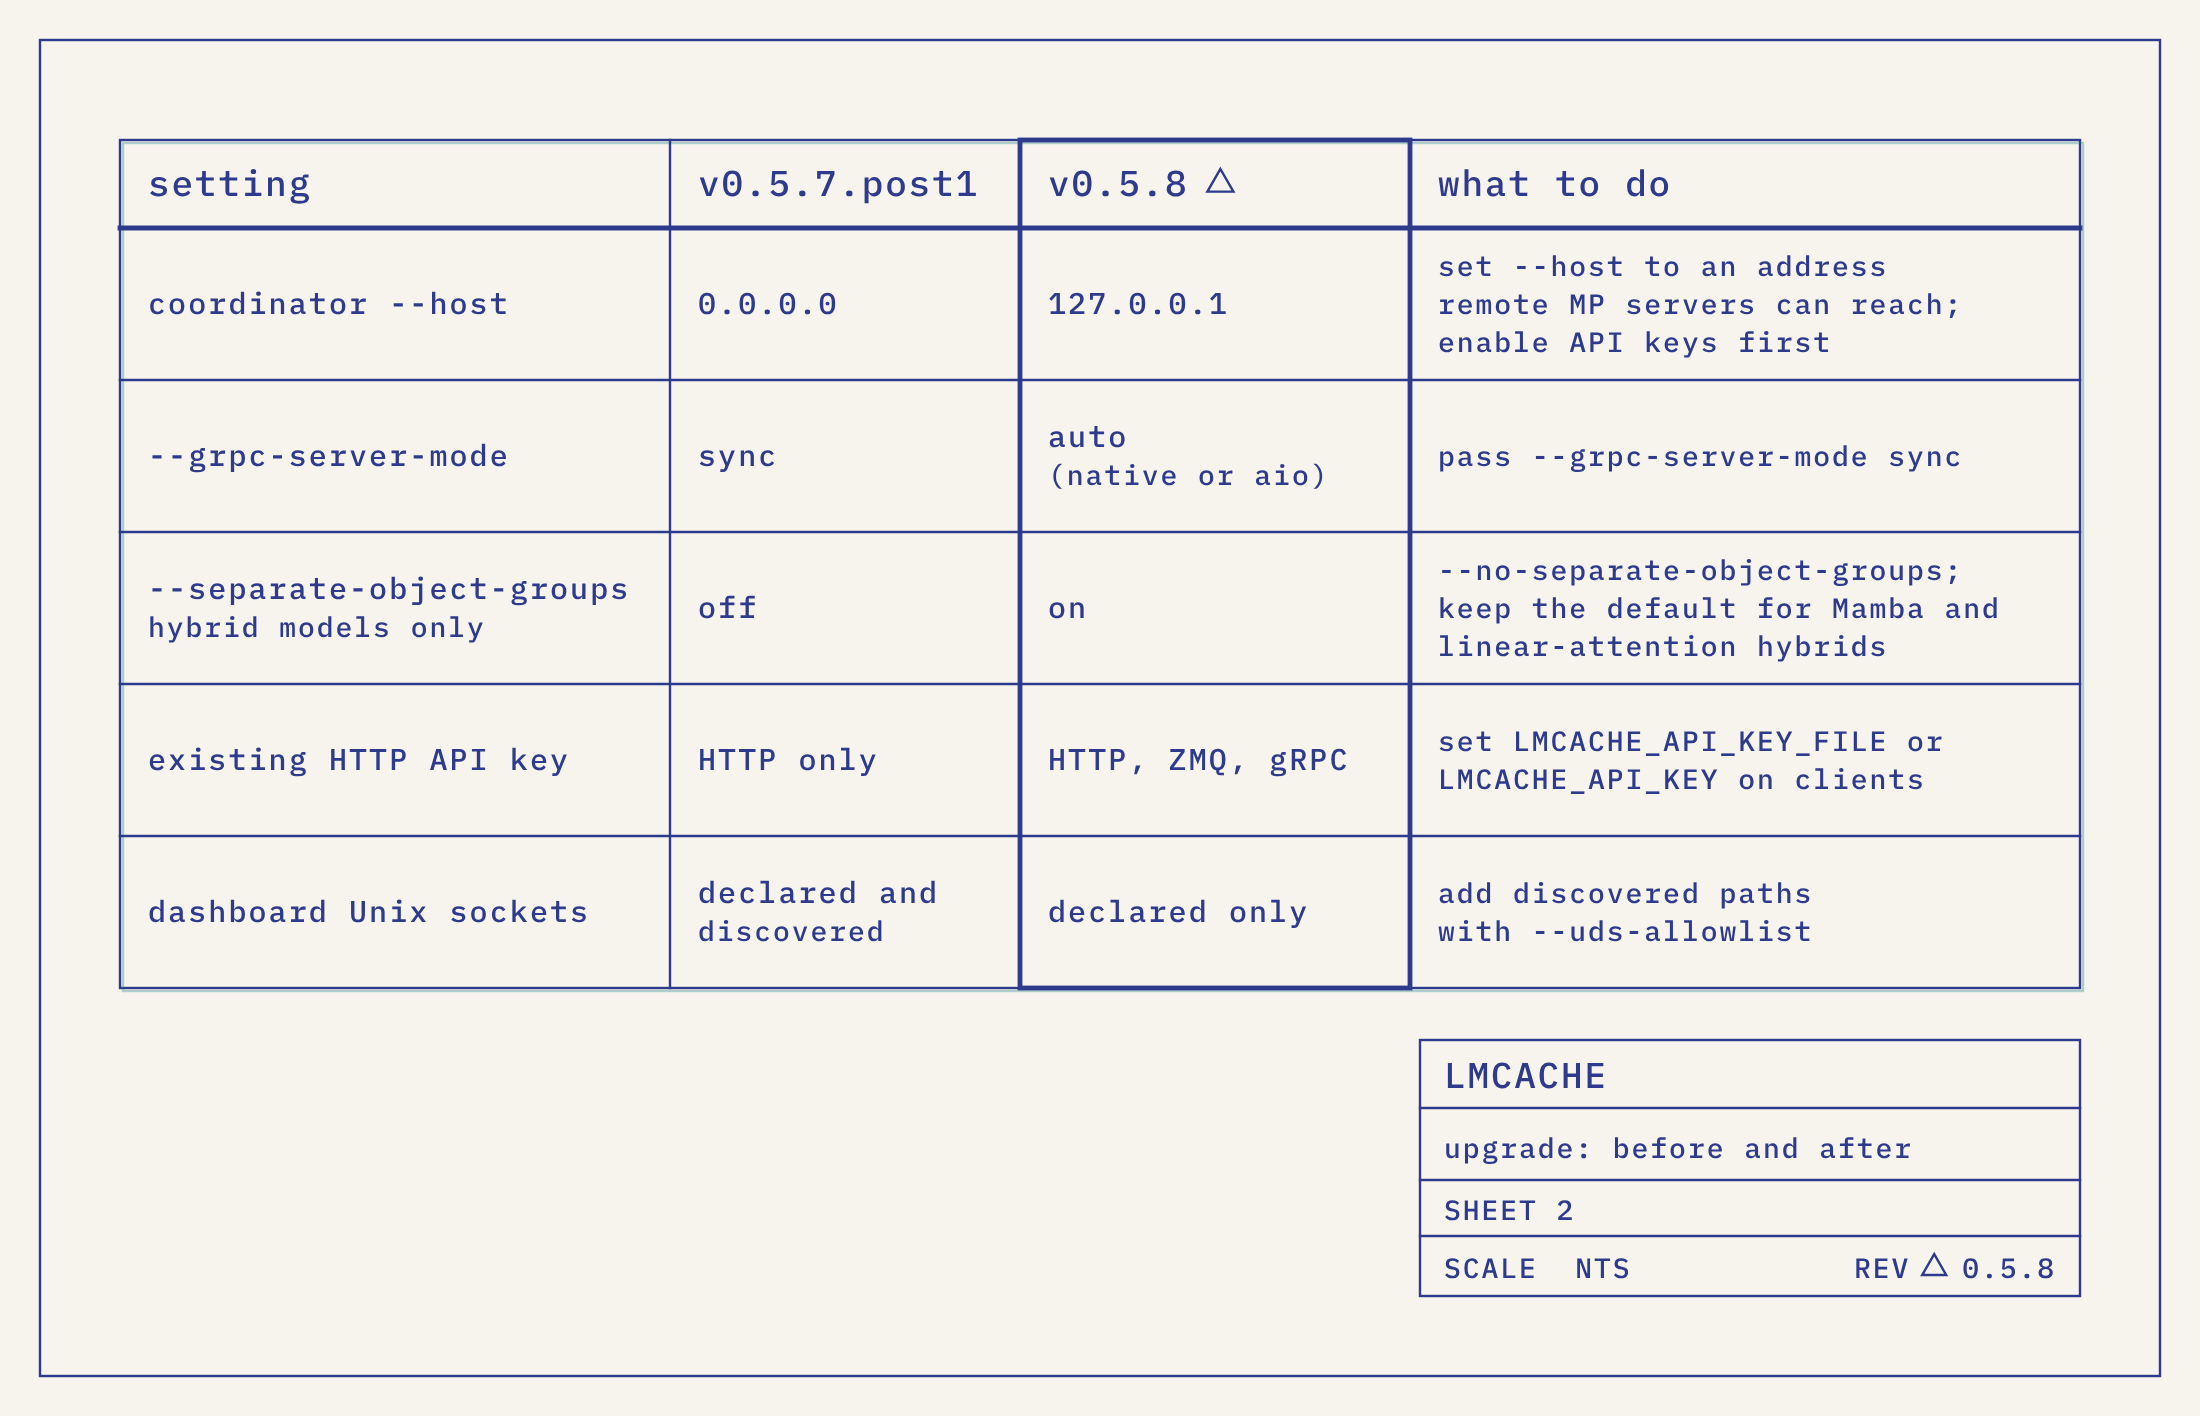 setting
v0.5.7.post1
v0.5.8 △
what to do
coordinator --host
0.0.0.0
127.0.0.1
set --host to an address
remote MP servers can reach;
enable API keys first
--grpc-server-mode
sync
auto
(native or aio)
pass --grpc-server-mode sync
--separate-object-groups
hybrid models only
off
on
--no-separate-object-groups;
keep the default for Mamba and
linear-attention hybrids
existing HTTP API key
HTTP only
HTTP, ZMQ, gRPC
set LMCACHE_API_KEY_FILE or
LMCACHE_API_KEY on clients
dashboard Unix sockets
declared and
discovered
declared only
add discovered paths
with --uds-allowlist
LMCACHE
upgrade: before and after
SHEET 2
SCALE NTS
REV △ 0.5.8